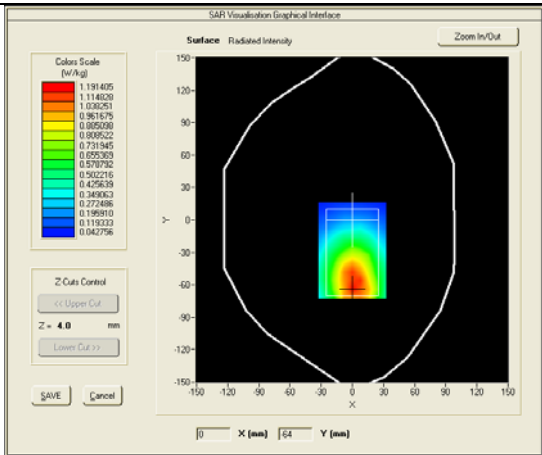 SAR Visualisation Graphical Interface
Surface Radiated Intensity
Zoom In/Out
Colors Scale
(W/kg)
1.191405
1.114828
1.038251
0.961675
0.885098
0.808522
0.731945
0.655369
0.578792
0.502216
0.425639
0.349063
0.272486
0.195910
0.119333
0.042756
Z-Cuts Control
<< Upper Cut
Z = 4.0 mm
Lower Cut >>
SAVE Cancel
150
120
90
60
30
0
-30
-60
-90
-120
-150
Y
-150 -120 -90 -60 -30 0 30 60 90 120 150
X
0 X (mm) -64 Y (mm)